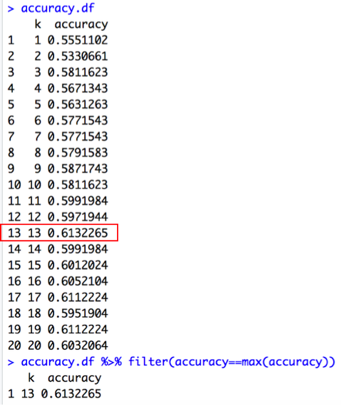 > accuracy.df
k accuracy
1 1 0.5551102
2 2 0.5330661
3 3 0.5811623
4 4 0.5671343
5 5 0.5631263
6 6 0.5771543
7 7 0.5771543
8 8 0.5791583
9 9 0.5871743
10 10 0.5811623
11 11 0.5991984
12 12 0.5971944
13 13 0.6132265
14 14 0.5991984
15 15 0.6012024
16 16 0.6052104
17 17 0.6112224
18 18 0.5951904
19 19 0.6112224
20 20 0.6032064
> accuracy.df %>% filter(accuracy==max(accuracy))
k accuracy
1 13 0.6132265